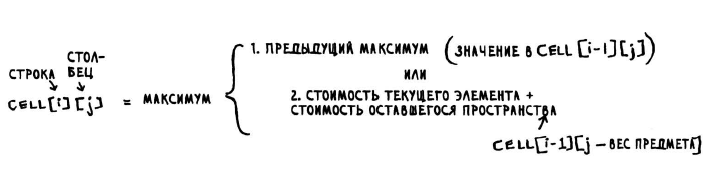 1. ПРЕДЫДУЩИЙ МАКСИМУМ (ЗНАЧЕНИЕ В CELL [i-1][j])
СТРОКА
СТОЛ-
БЕЦ
ИЛИ
CELL[i][j] = МАКСИМУМ
2. СТОИМОСТЬ ТЕКУЩЕГО ЭЛЕМЕНТА +
СТОИМОСТЬ ОСТАВШЕГОСЯ ПРОСТРАНСТВА
CELL[i-1][j – ВЕС ПРЕДМЕТА]